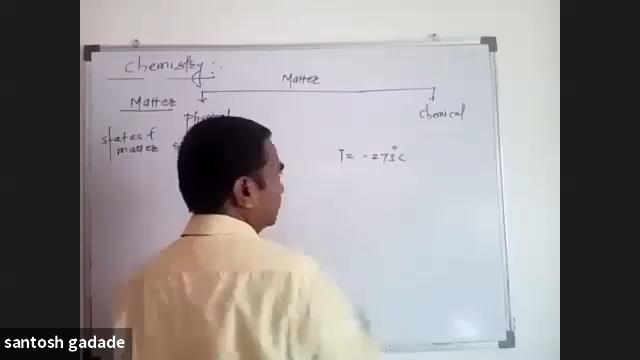 Chemistry :-
Matter
Matter
physical
chemical
states of
matter
T = -273°C
santosh gadade